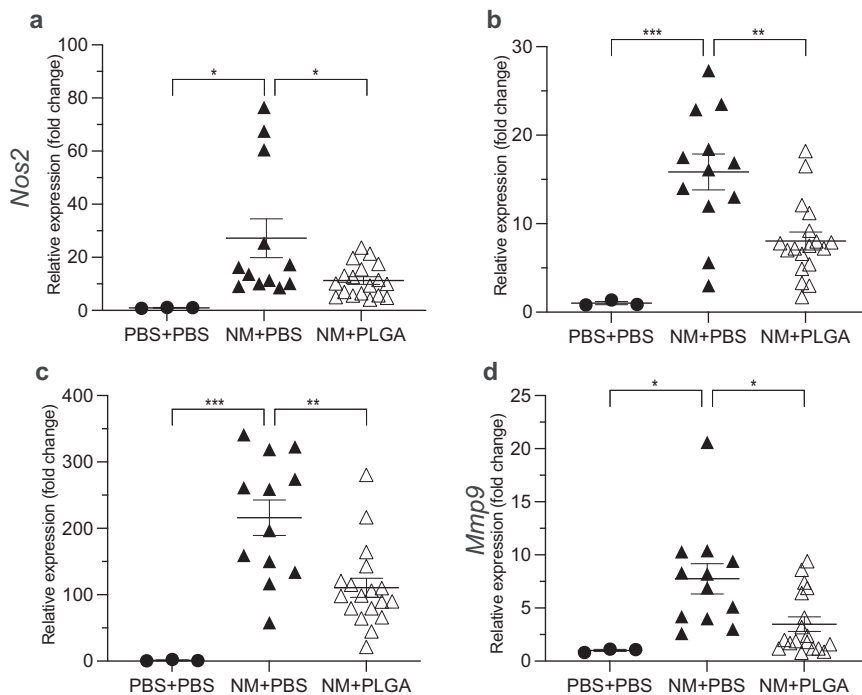 a
Nos2
Relative expression (fold change)
100
80
60
40
20
0
*
*
PBS+PBS NM+PBS NM+PLGA
b
Relative expression (fold change)
30
20
10
0
***
**
PBS+PBS NM+PBS NM+PLGA
c
Relative expression (fold change)
400
300
200
100
0
***
**
PBS+PBS NM+PBS NM+PLGA
d
Mmp9
Relative expression (fold change)
25
20
15
10
5
0
*
*
PBS+PBS NM+PBS NM+PLGA